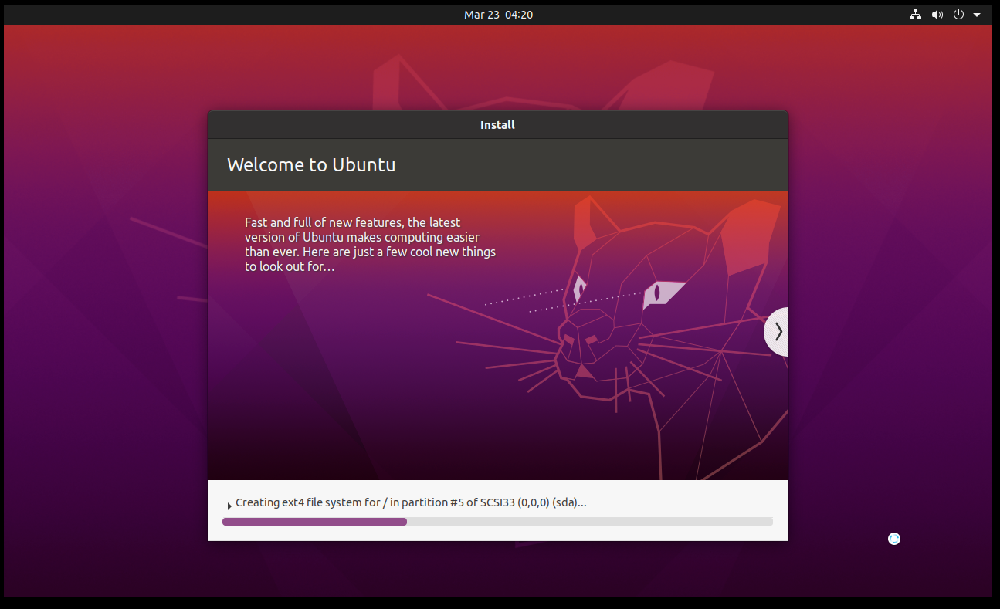 Mar 23 04:20
Install
Welcome to Ubuntu
Fast and full of new features, the latest
version of Ubuntu makes computing easier
than ever. Here are just a few cool new things
to look out for…
Creating ext4 file system for / in partition #5 of SCSI33 (0,0,0) (sda)...